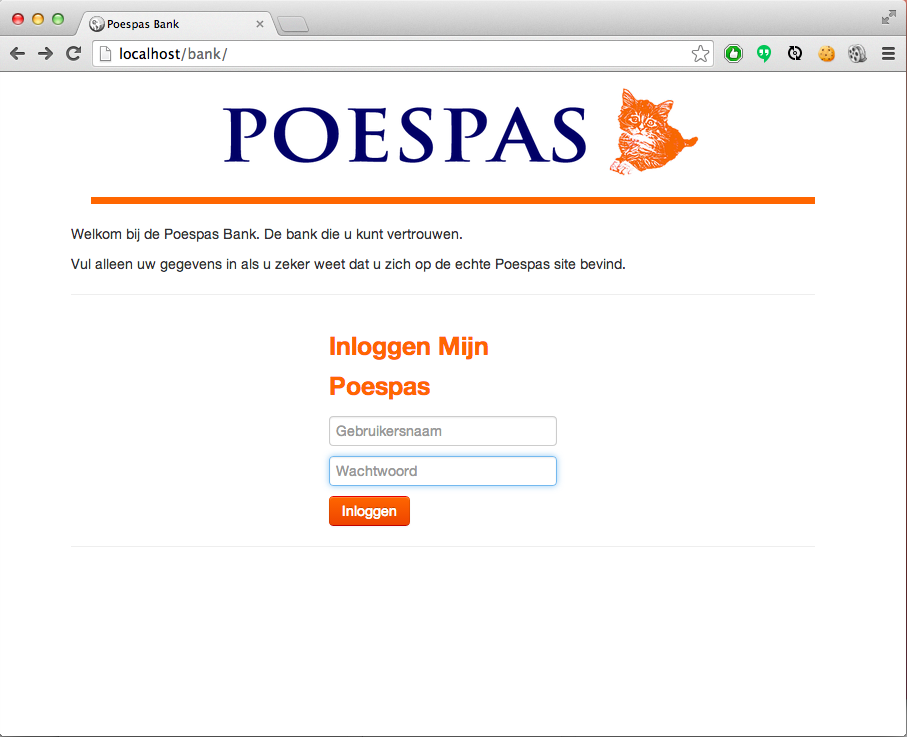 Poespas Bank
localhost/bank/
POESPAS
Welkom bij de Poespas Bank. De bank die u kunt vertrouwen.
Vul alleen uw gegevens in als u zeker weet dat u zich op de echte Poespas site bevind.
Inloggen Mijn
Poespas
Gebruikersnaam
Wachtwoord
Inloggen